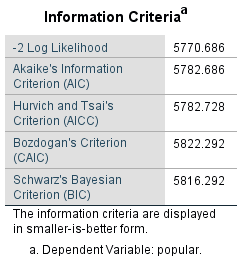 Information Criteriaa
-2 Log Likelihood 5770.686
Akaike's Information 5782.686
Criterion (AIC)
Hurvich and Tsai's 5782.728
Criterion (AICC)
Bozdogan's Criterion 5822.292
(CAIC)
Schwarz's Bayesian 5816.292
Criterion (BIC)
The information criteria are displayed
in smaller-is-better form.
a. Dependent Variable: popular.